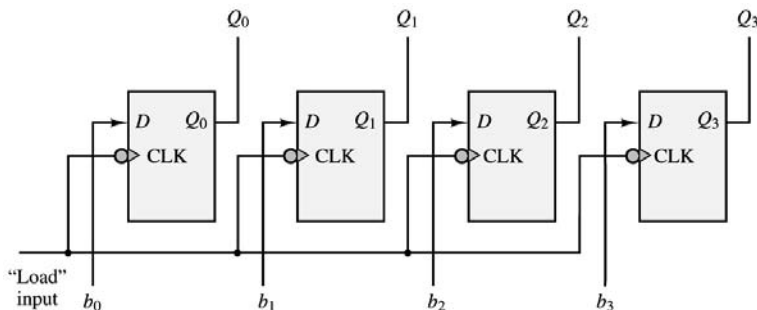 Q0 Q1 Q2 Q3
D Q0 D Q1 D Q2 D Q3
CLK CLK CLK CLK
“Load”
input b0 b1 b2 b3